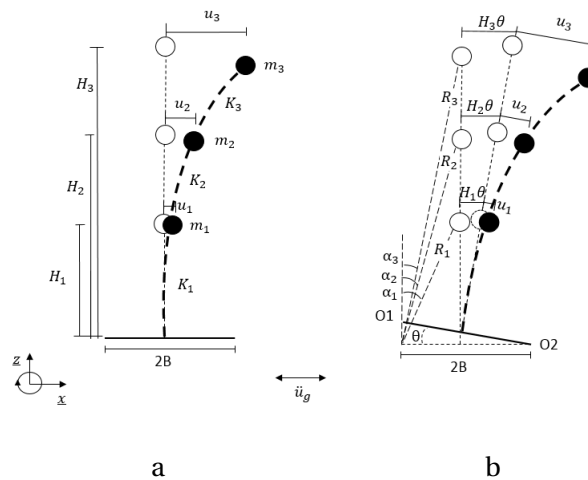 u₃
H₃
m₃
K₃
u₂
m₂
H₂
K₂
u₁
m₁
H₁
K₁
2B
z
x
ü_g
a
H₃θ
u₃
R₃
H₂θ
u₂
R₂
H₁θ
u₁
R₁
α₃
α₂
α₁
O1
θ
O2
2B
b